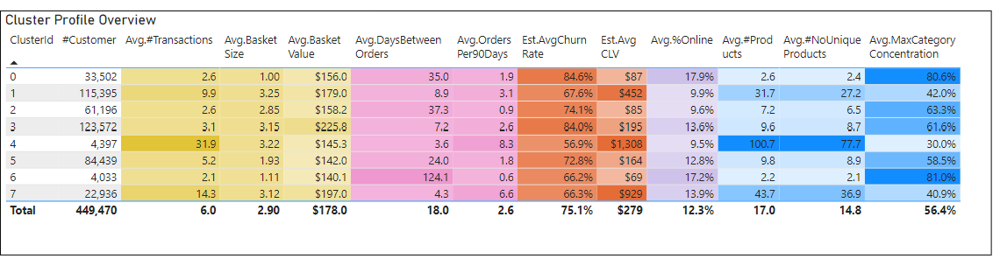 Cluster Profile Overview
ClusterId #Customer Avg.#Transactions Avg.Basket Avg.Basket Avg.DaysBetween Avg.Orders Est.AvgChurn Est.Avg Avg.%Online Avg.#Prod Avg.#NoUnique Avg.MaxCategory
Size Value Orders Per90Days Rate CLV ucts Products Concentration
0 33,502 2.6 1.00 $156.0 35.0 1.9 84.6% $87 17.9% 2.6 2.4 80.6%
1 115,395 9.9 3.25 $179.0 8.9 3.1 67.6% $452 9.9% 31.7 27.2 42.0%
2 61,196 2.6 2.85 $158.2 37.3 0.9 74.1% $85 9.6% 7.2 6.5 63.3%
3 123,572 3.1 3.15 $225.8 7.2 2.6 84.0% $195 13.6% 9.6 8.7 61.6%
4 4,397 31.9 3.22 $145.3 3.6 8.3 56.9% $1,308 9.5% 100.7 77.7 30.0%
5 84,439 5.2 1.93 $142.0 24.0 1.8 72.8% $164 12.8% 9.8 8.9 58.5%
6 4,033 2.1 1.11 $140.1 124.1 0.6 66.2% $69 17.2% 2.2 2.1 81.0%
7 22,936 14.3 3.12 $197.0 4.3 6.6 66.3% $929 13.9% 43.7 36.9 40.9%
Total 449,470 6.0 2.90 $178.0 18.0 2.6 75.1% $279 12.3% 17.0 14.8 56.4%